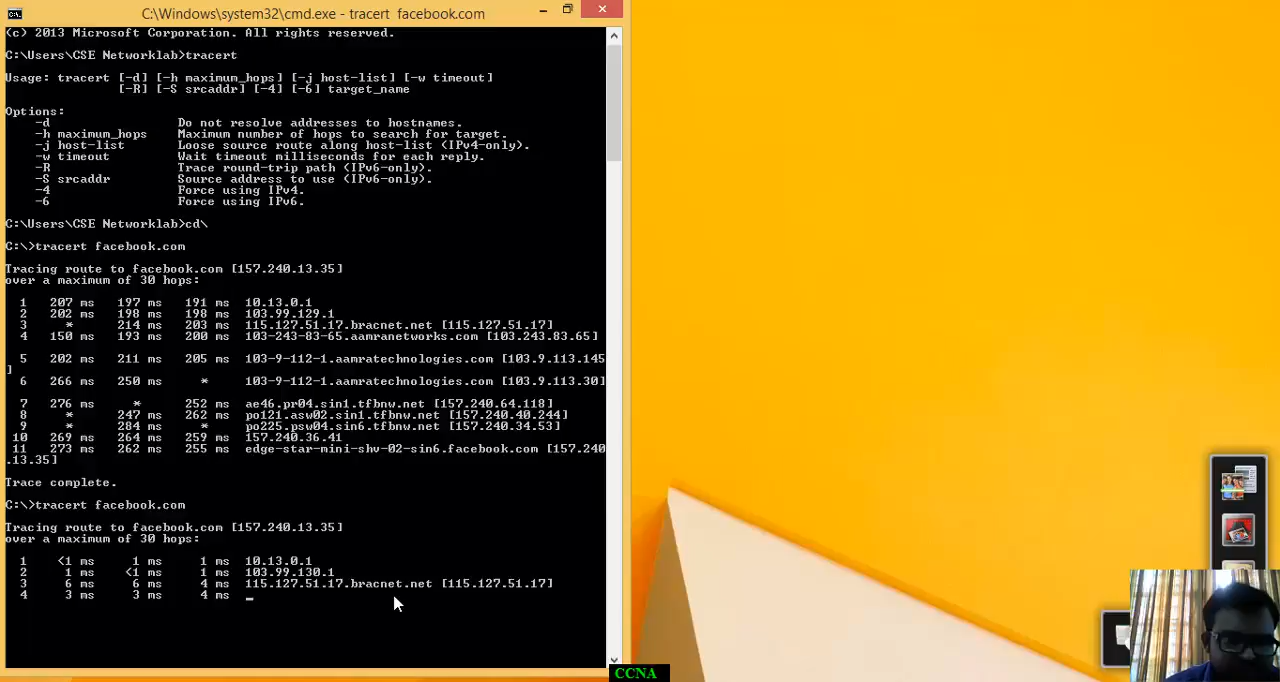 C:\Windows\system32\cmd.exe - tracert  facebook.com
(c) 2013 Microsoft Corporation. All rights reserved.
C:\Users\CSE Networklab>tracert
Usage: tracert [-d] [-h maximum_hops] [-j host-list] [-w timeout]
[-R] [-S srcaddr] [-4] [-6] target_name
Options:
-d Do not resolve addresses to hostnames.
-h maximum_hops Maximum number of hops to search for target.
-j host-list Loose source route along host-list (IPv4-only).
-w timeout Wait timeout milliseconds for each reply.
-R Trace round-trip path (IPv6-only).
-S srcaddr Source address to use (IPv6-only).
-4 Force using IPv4.
-6 Force using IPv6.
C:\Users\CSE Networklab>cd\
C:\>tracert facebook.com
Tracing route to facebook.com [157.240.13.35]
over a maximum of 30 hops:
1 207 ms 197 ms 191 ms 10.13.0.1
2 202 ms 198 ms 198 ms 103.99.129.1
3 * 214 ms 203 ms 115.127.51.17.bracnet.net [115.127.51.17]
4 150 ms 193 ms 200 ms 103-243-83-65.aamranetworks.com [103.243.83.65]
5 202 ms 211 ms 205 ms 103-9-112-1.aamratechnologies.com [103.9.113.145
]
6 266 ms 250 ms * 103-9-112-1.aamratechnologies.com [103.9.113.30]
7 276 ms * 252 ms ae46.pr04.sin1.tfbnw.net [157.240.64.118]
8 * 247 ms 262 ms po121.asw02.sin1.tfbnw.net [157.240.40.244]
9 * 284 ms * po225.psw04.sin6.tfbnw.net [157.240.34.53]
10 269 ms 264 ms 259 ms 157.240.36.41
11 273 ms 262 ms 255 ms edge-star-mini-shv-02-sin6.facebook.com [157.240
.13.35]
Trace complete.
C:\>tracert facebook.com
Tracing route to facebook.com [157.240.13.35]
over a maximum of 30 hops:
1 <1 ms 1 ms 1 ms 10.13.0.1
2 1 ms <1 ms 1 ms 103.99.130.1
3 6 ms 6 ms 4 ms 115.127.51.17.bracnet.net [115.127.51.17]
4 3 ms 3 ms 4 ms _
CCNA